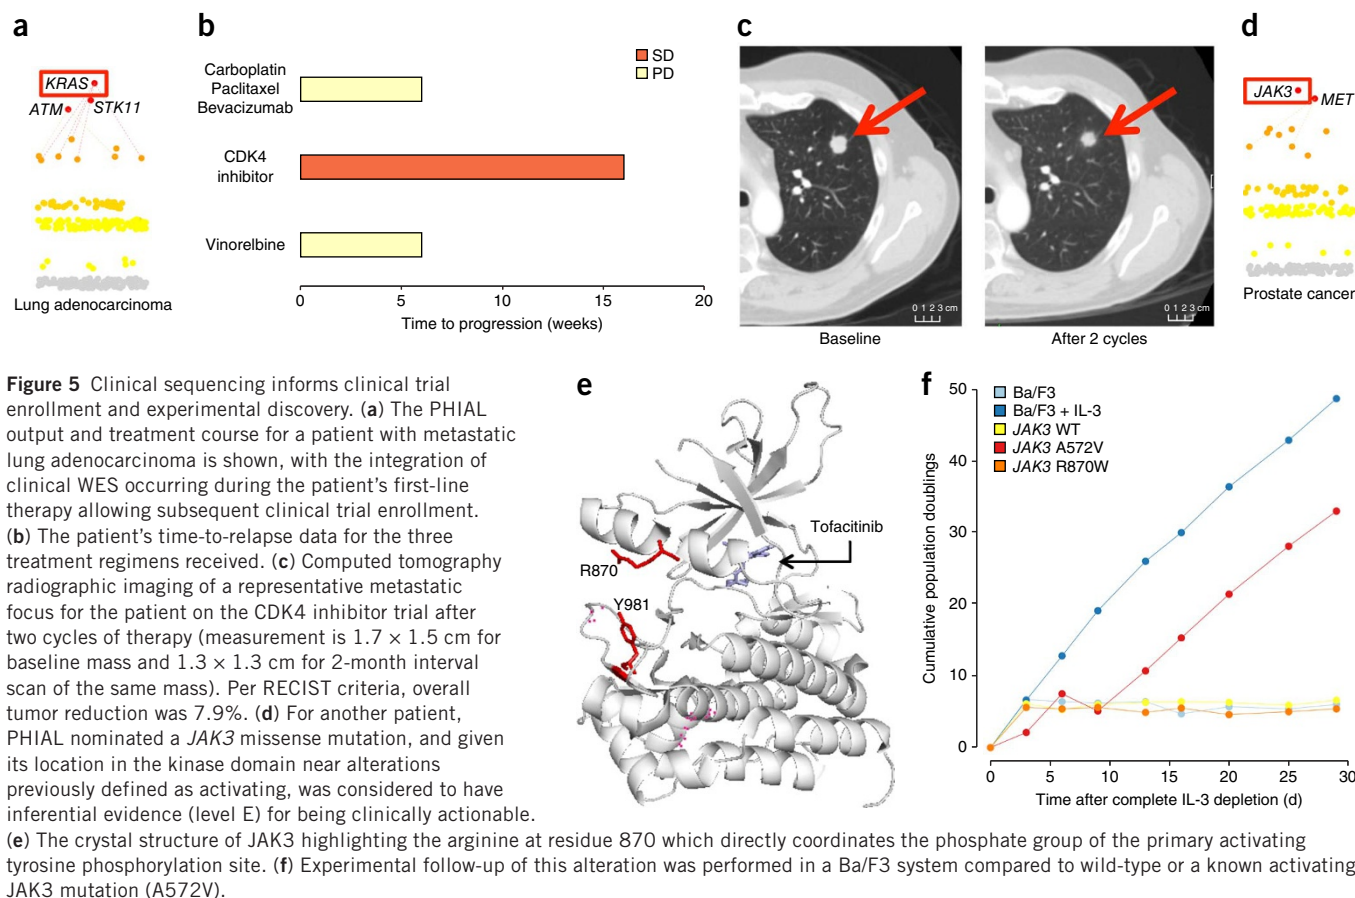 a
KRAS
ATM
STK11
Lung adenocarcinoma
b
SD
PD
Carboplatin
Paclitaxel
Bevacizumab
CDK4
inhibitor
Vinorelbine
0 5 10 15 20
Time to progression (weeks)
c
0 1 2 3 cm
Baseline
0 1 2 3 cm
After 2 cycles
d
JAK3
MET
Prostate cancer
Figure 5 Clinical sequencing informs clinical trial
enrollment and experimental discovery. (a) The PHIAL
output and treatment course for a patient with metastatic
lung adenocarcinoma is shown, with the integration of
clinical WES occurring during the patient's first-line
therapy allowing subsequent clinical trial enrollment.
(b) The patient's time-to-relapse data for the three
treatment regimens received. (c) Computed tomography
radiographic imaging of a representative metastatic
focus for the patient on the CDK4 inhibitor trial after
two cycles of therapy (measurement is 1.7 × 1.5 cm for
baseline mass and 1.3 × 1.3 cm for 2-month interval
scan of the same mass). Per RECIST criteria, overall
tumor reduction was 7.9%. (d) For another patient,
PHIAL nominated a JAK3 missense mutation, and given
its location in the kinase domain near alterations
previously defined as activating, was considered to have
inferential evidence (level E) for being clinically actionable.
(e) The crystal structure of JAK3 highlighting the arginine at residue 870 which directly coordinates the phosphate group of the primary activating
tyrosine phosphorylation site. (f) Experimental follow-up of this alteration was performed in a Ba/F3 system compared to wild-type or a known activating
JAK3 mutation (A572V).
e
Tofacitinib
R870
Y981
f
Ba/F3
Ba/F3 + IL-3
JAK3 WT
JAK3 A572V
JAK3 R870W
Cumulative population doublings
50
40
30
20
10
0
0 5 10 15 20 25 30
Time after complete IL-3 depletion (d)